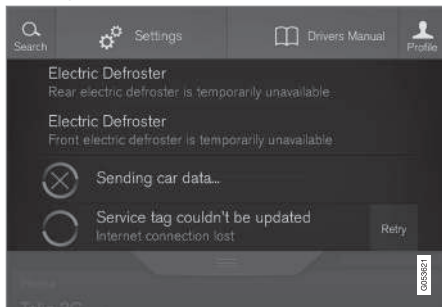 Search
Settings
Drivers Manual
Profile
Electric Defroster
Rear electric defroster is temporarily unavailable
Electric Defroster
Front electric defroster is temporarily unavailable
Sending car data...
Service tag couldn't be updated
Internet connection lost
Retry
G053621